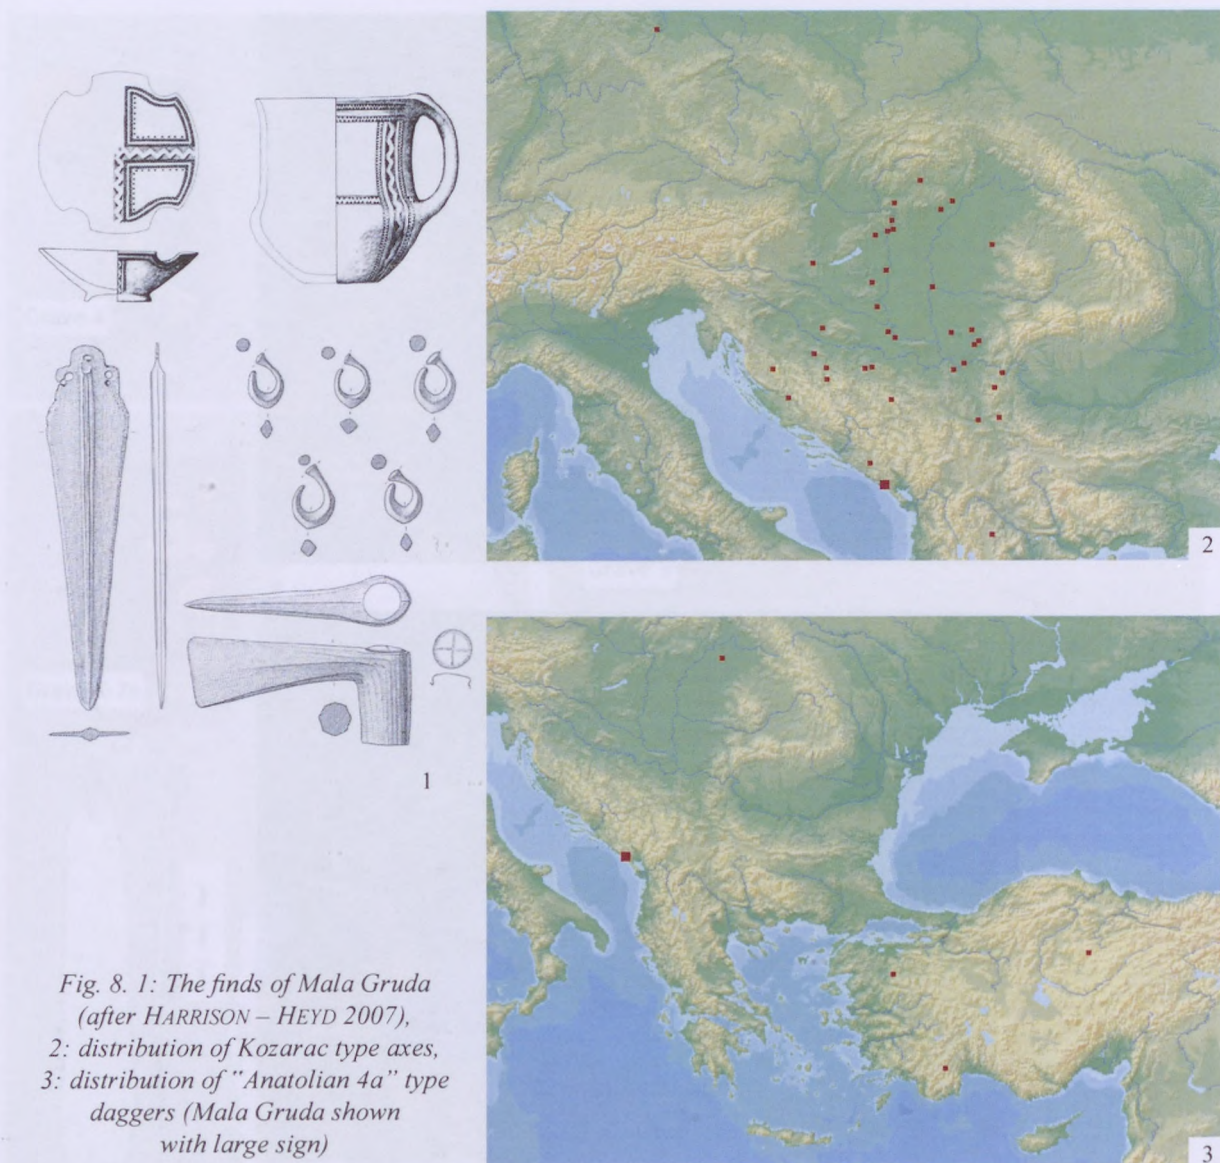 1
2
3
Fig. 8. 1: The finds of Mala Gruda
(after HARRISON – HEYD 2007),
2: distribution of Kozarac type axes,
3: distribution of "Anatolian 4a" type
daggers (Mala Gruda shown
with large sign)